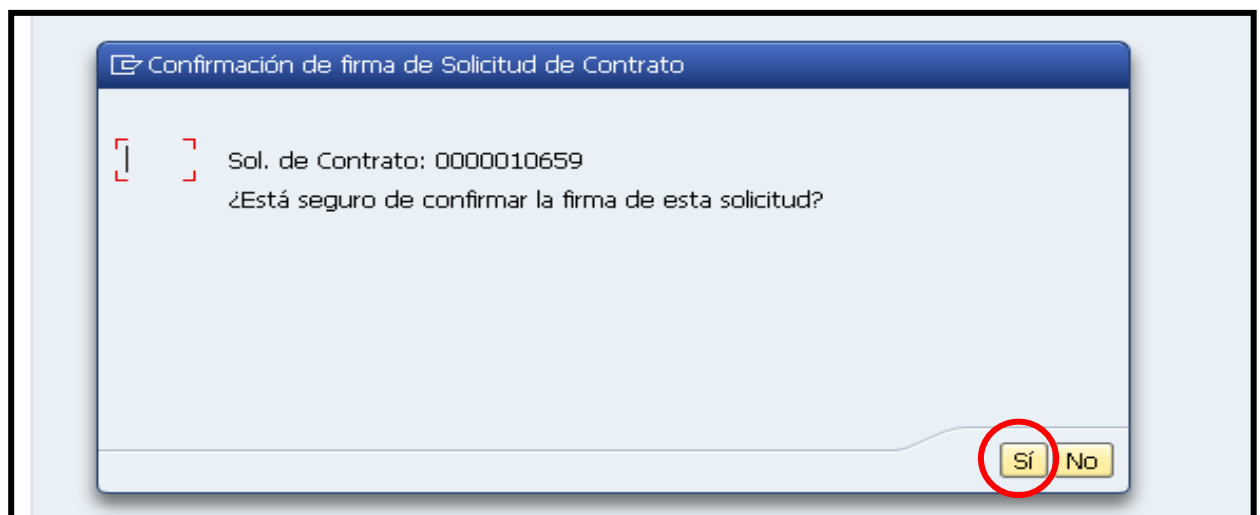 Confirmación de firma de Solicitud de Contrato
Sol. de Contrato: 0000010659
¿Está seguro de confirmar la firma de esta solicitud?
Sí No